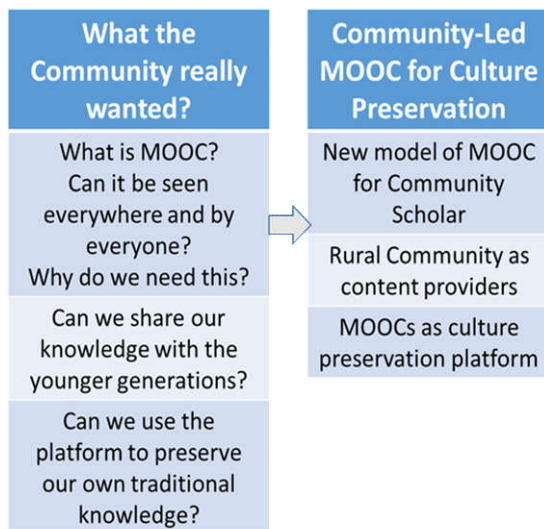 What the
Community really
wanted?
What is MOOC?
Can it be seen
everywhere and by
everyone?
Why do we need this?
Can we share our
knowledge with the
younger generations?
Can we use the
platform to preserve
our own traditional
knowledge?
Community-Led
MOOC for Culture
Preservation
New model of MOOC
for Community
Scholar
Rural Community as
content providers
MOOCs as culture
preservation platform